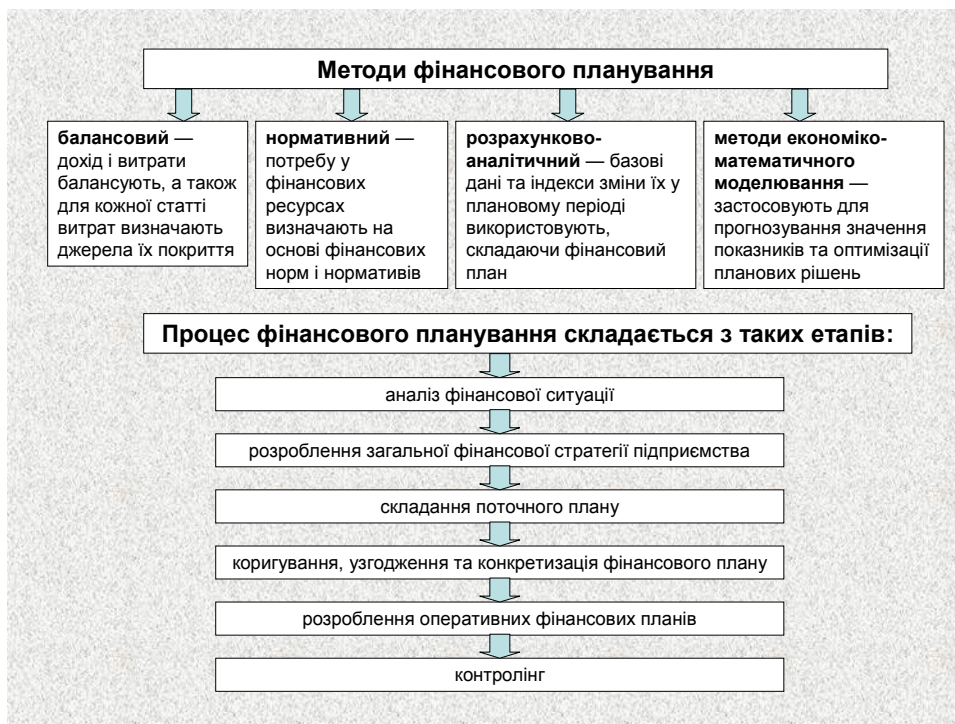 Методи фінансового планування
балансовий —
дохід і витрати
балансують, а також
для кожної статті
витрат визначають
джерела їх покриття
нормативний —
потребу у
фінансових
ресурсах
визначають на
основі фінансових
норм і нормативів
розрахунково-
аналітичний — базові
дані та індекси зміни їх у
плановому періоді
використовують,
складаючи фінансовий
план
методи економіко-
математичного
моделювання —
застосовують для
прогнозування значення
показників та оптимізації
планових рішень
Процес фінансового планування складається з таких етапів:
аналіз фінансової ситуації
розроблення загальної фінансової стратегії підприємства
складання поточного плану
коригування, узгодження та конкретизація фінансового плану
розроблення оперативних фінансових планів
контролінг